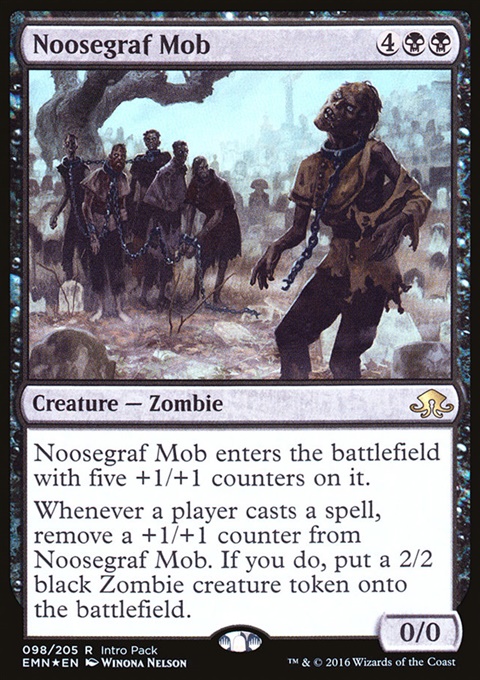 Noosegraf Mob 4
Creature — Zombie
Noosegraf Mob enters the battlefield
with five +1/+1 counters on it.
Whenever a player casts a spell,
remove a +1/+1 counter from
Noosegraf Mob. If you do, put a 2/2
black Zombie creature token onto
the battlefield.
0/0
098/205 R Intro Pack
EMN★EN Winona Nelson
™ & © 2016 Wizards of the Coast